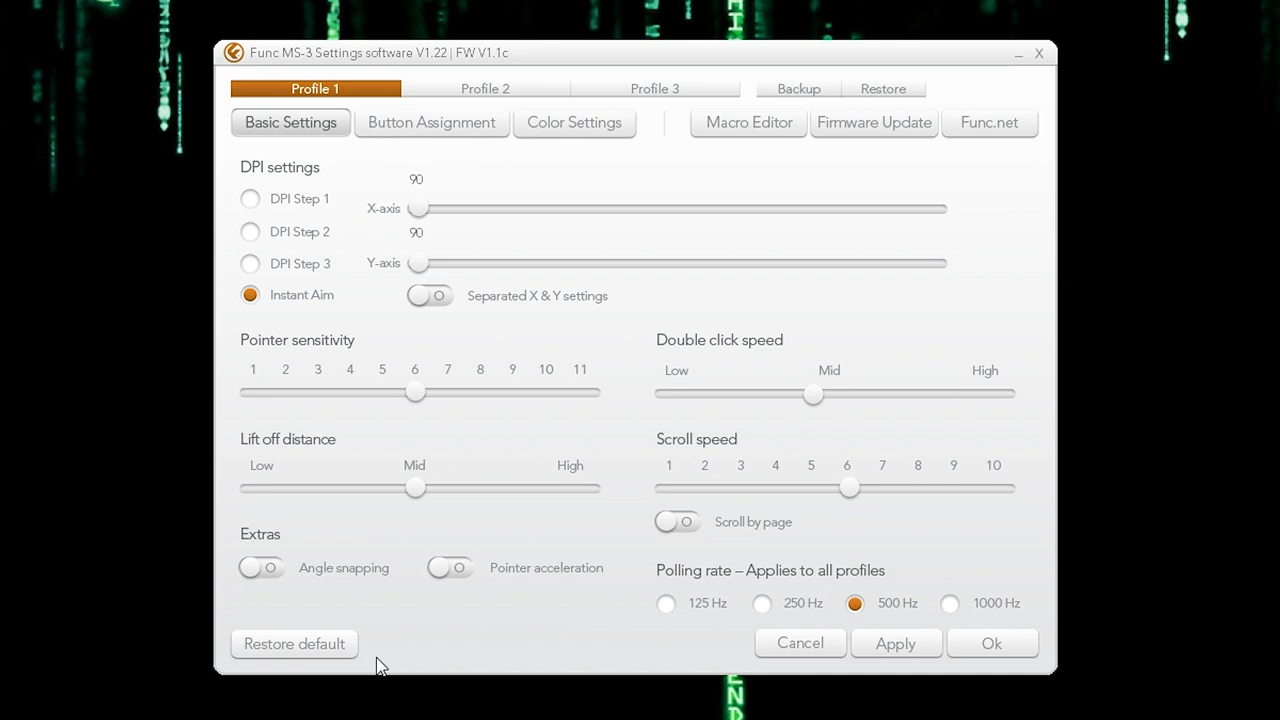 Func MS-3 Settings software V1.22 | FW V1.1c
Profile 1 Profile 2 Profile 3 Backup Restore
Basic Settings Button Assignment Color Settings Macro Editor Firmware Update Func.net
DPI settings
90
DPI Step 1 X-axis
DPI Step 2 90
DPI Step 3 Y-axis
Instant Aim Separated X & Y settings
Pointer sensitivity Double click speed
1 2 3 4 5 6 7 8 9 10 11 Low Mid High
Lift off distance Scroll speed
Low Mid High 1 2 3 4 5 6 7 8 9 10
Scroll by page
Extras
Angle snapping Pointer acceleration
Polling rate – Applies to all profiles
125 Hz 250 Hz 500 Hz 1000 Hz
Restore default Cancel Apply Ok